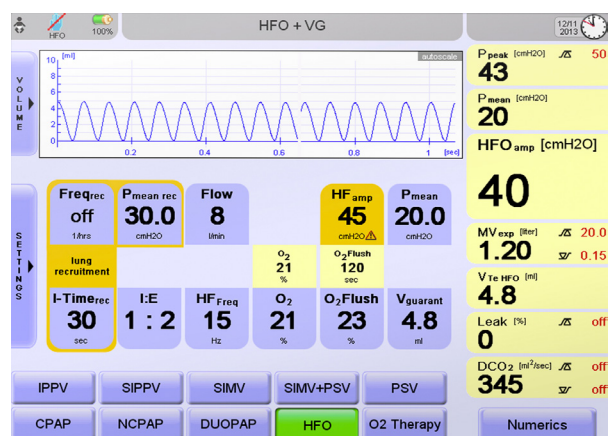 HFO
100%
HFO + VG
12/11
2013
VOLUME
[ml]
autoscale
10
8
6
4
2
0
0.2
0.4
0.6
0.8
1
[sec]
Ppeak [cmH2O]
50
43
Pmean [cmH2O]
20
HFOamp [cmH2O]
40
MVexp [liter]
20.0
1.20
0.15
VTe HFO [ml]
4.8
Leak [%]
off
0
DCO2 [ml²/sec]
off
345
off
SETTINGS
Freqrec
off
1/hrs
Pmean rec
30.0
cmH2O
Flow
8
l/min
HFamp
45
cmH2O
Pmean
20.0
cmH2O
lung
recruitment
O2
21
%
O2Flush
120
sec
I-Timerec
30
sec
I:E
1 : 2
HFFreq
15
Hz
O2
21
%
O2Flush
23
%
Vguarant
4.8
ml
IPPV
SIPPV
SIMV
SIMV+PSV
PSV
CPAP
NCPAP
DUOPAP
HFO
O2 Therapy
Numerics